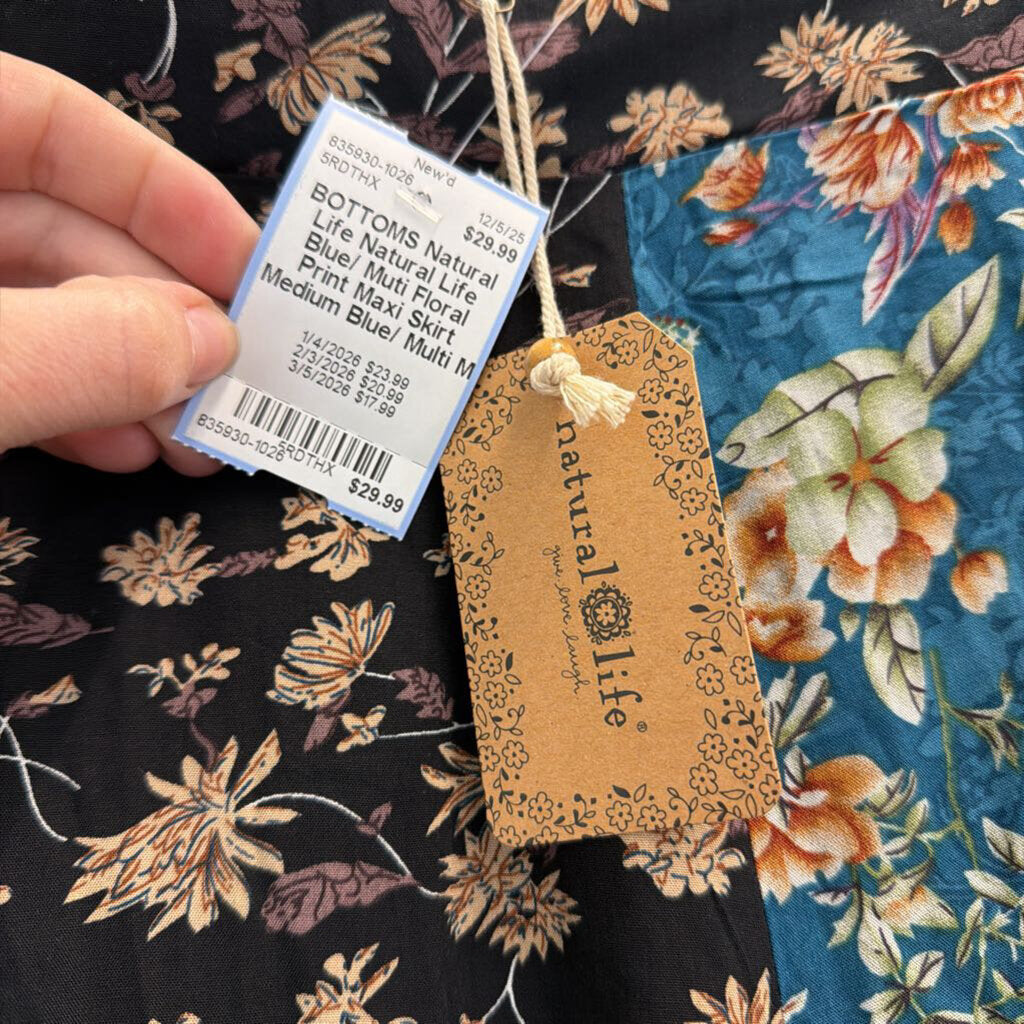 835930-1026 New'd
5RDTHX 12/5/25
$29.99
BOTTOMS Natural
Life Natural Life
Blue/ Muti Floral
Print Maxi Skirt
Medium Blue/ Multi M
1/4/2026 $23.99
2/3/2026 $20.99
3/5/2026 $17.99
835930-1026
5RDTHX
$29.99
natural life ®
give love laugh